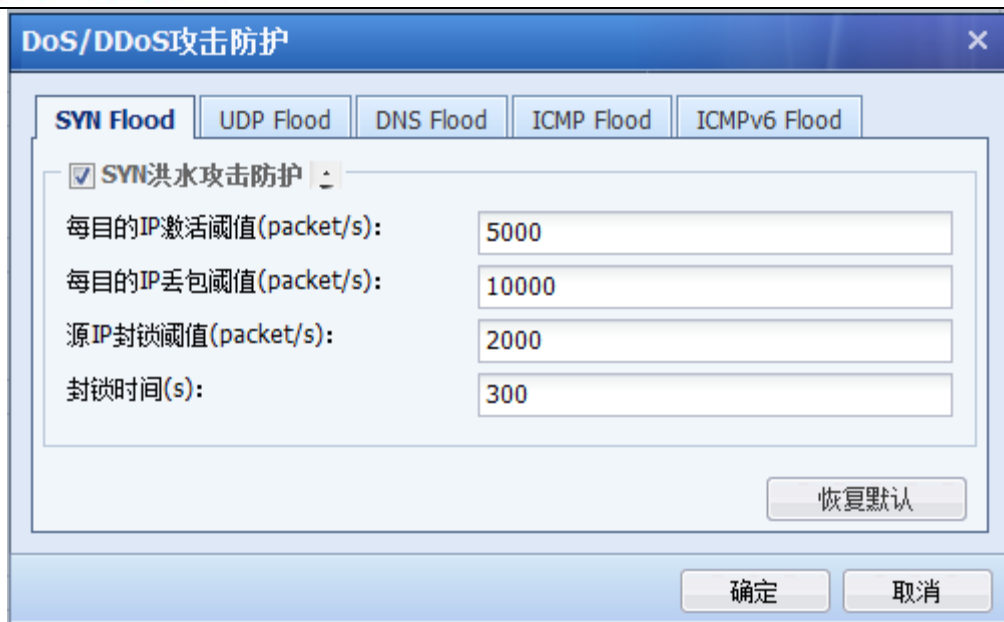 DoS/DDoS攻击防护
SYN Flood UDP Flood DNS Flood ICMP Flood ICMPv6 Flood
SYN洪水攻击防护
每目的IP激活阈值(packet/s): 5000
每目的IP丢包阈值(packet/s): 10000
源IP封锁阈值(packet/s): 2000
封锁时间(s): 300
恢复默认
确定 取消